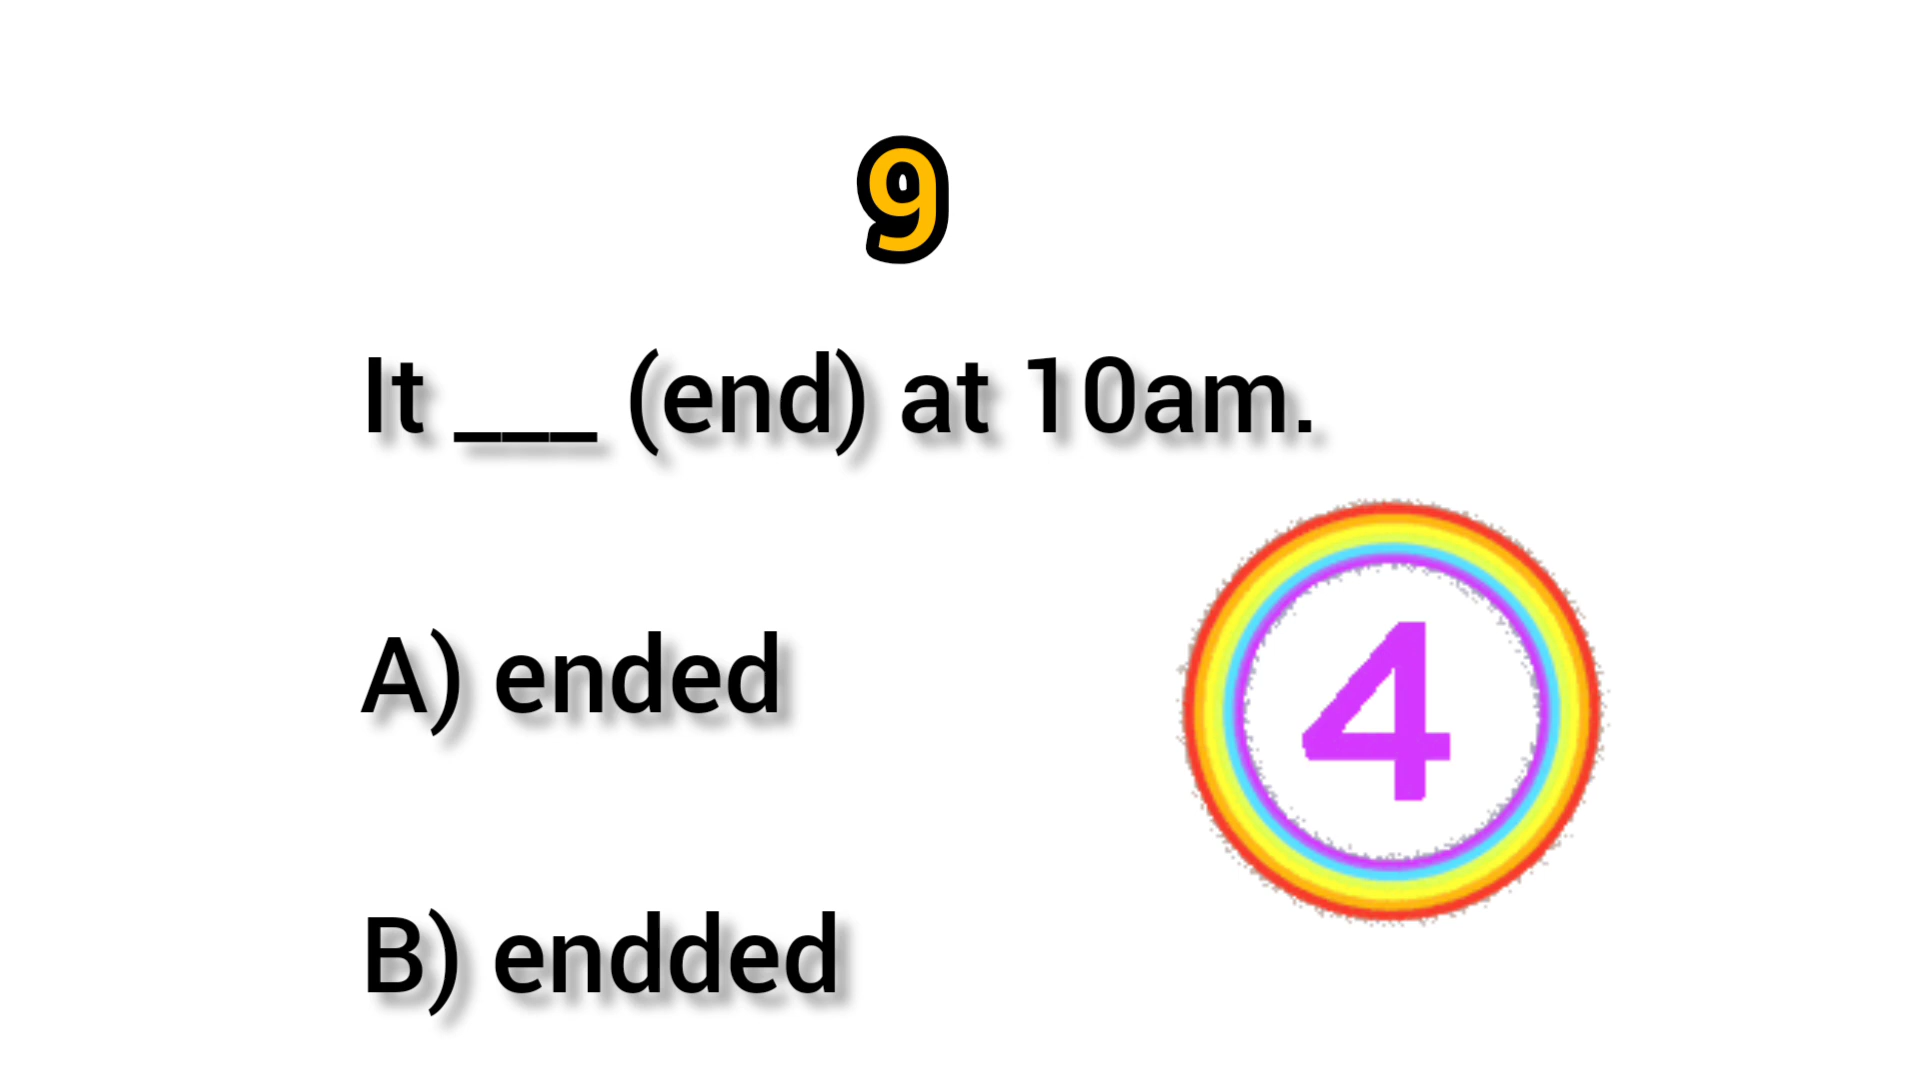 9
It ___ (end) at 10am.
A) ended
4
B) endded